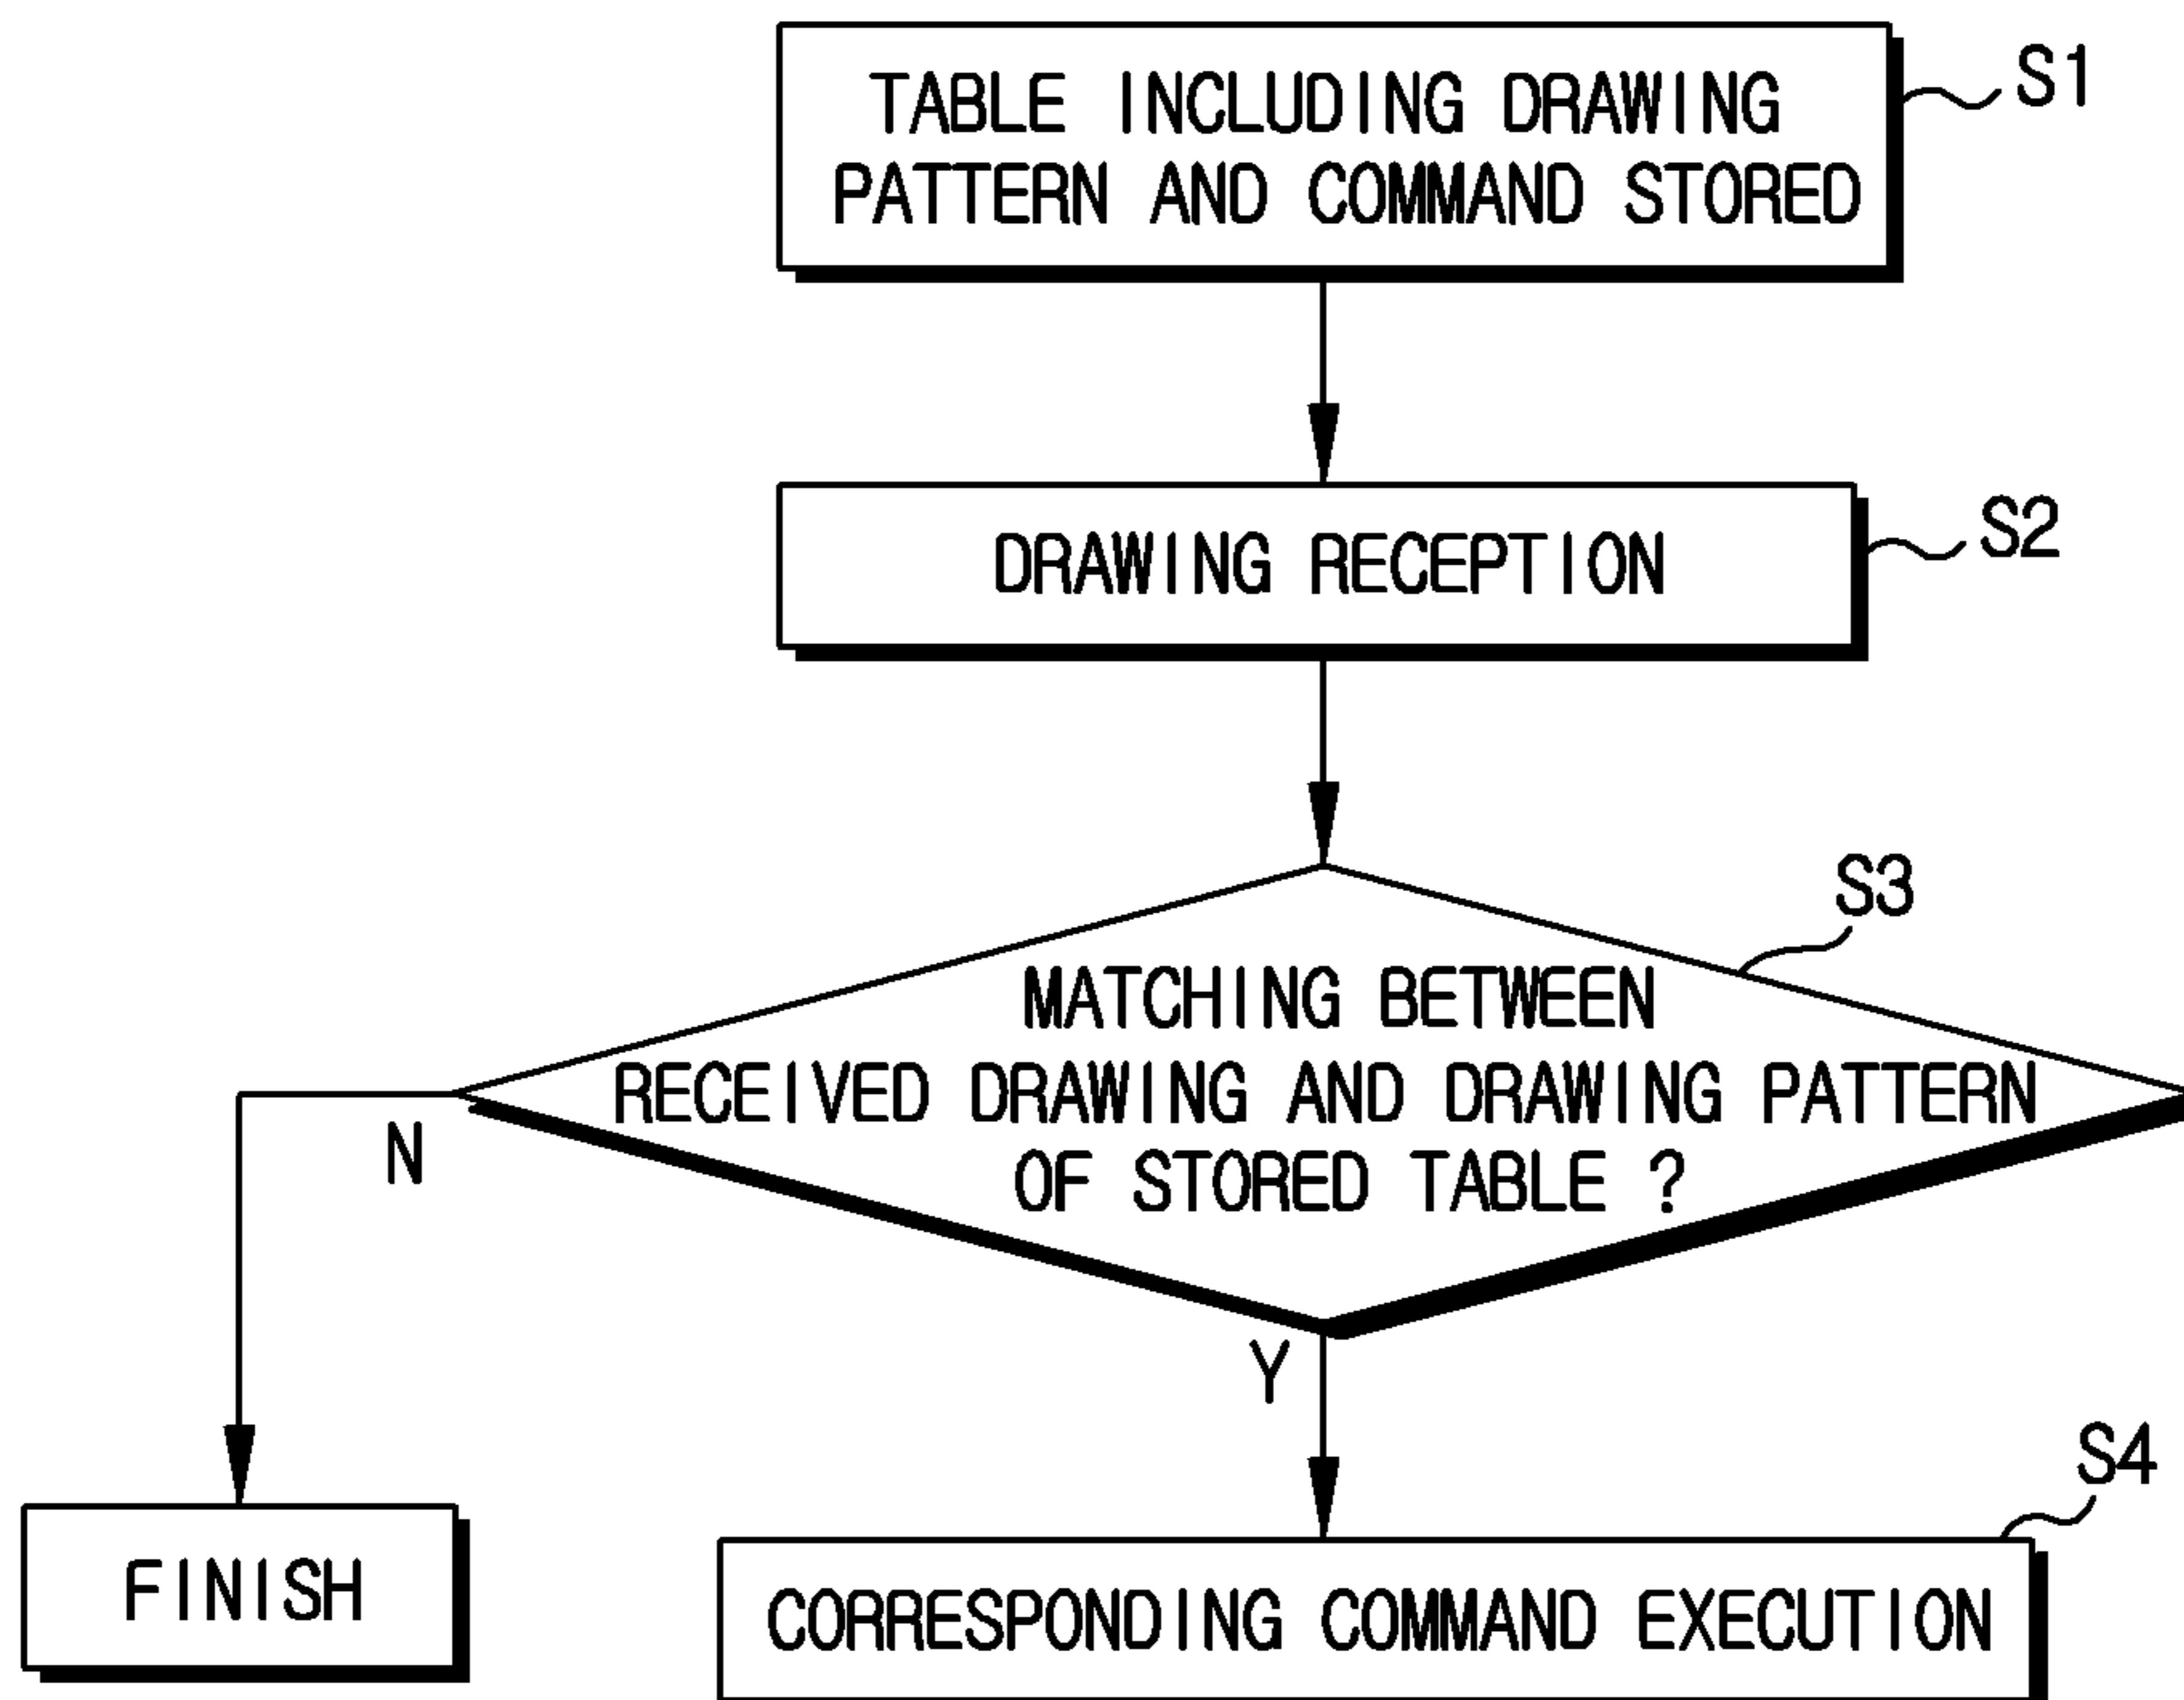 TABLE INCLUDING DRAWING
PATTERN AND COMMAND STORED
S1
DRAWING RECEPTION
S2
S3
MATCHING BETWEEN
RECEIVED DRAWING AND DRAWING PATTERN
OF STORED TABLE ?
N
Y
S4
FINISH
CORRESPONDING COMMAND EXECUTION